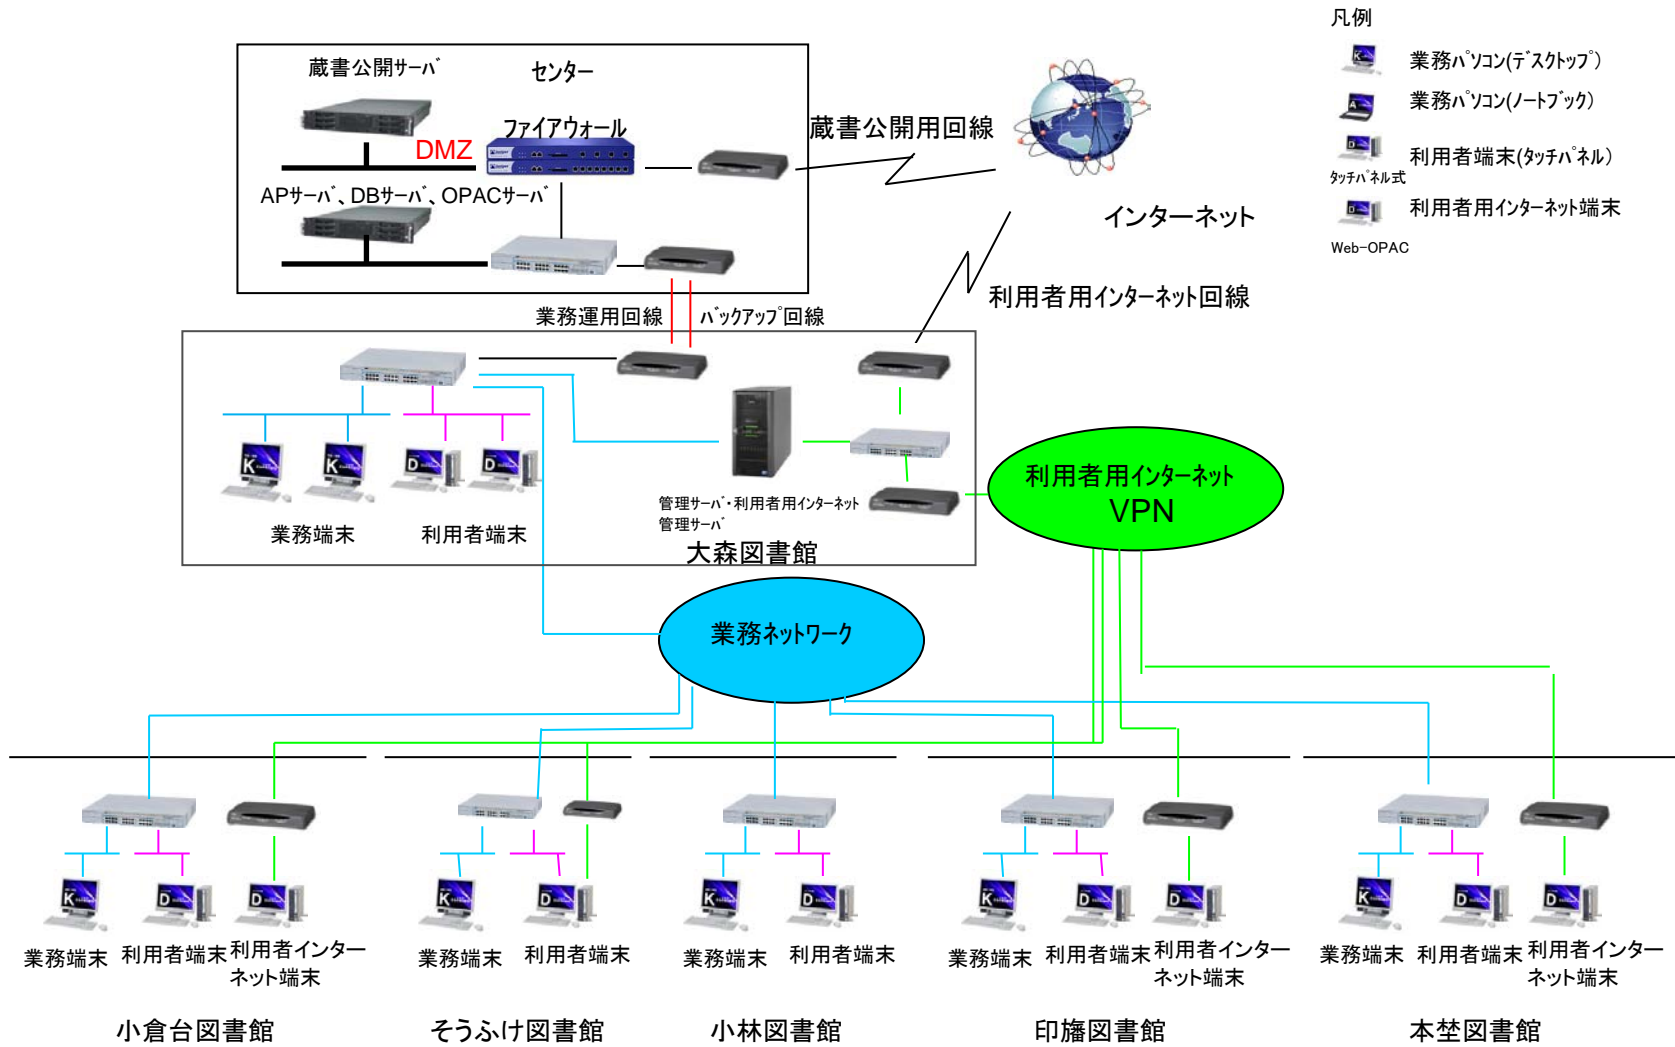 凡例
業務パソコン(デスクトップ)
業務パソコン(ノートブック)
利用者端末(タッチパネル)
タッチパネル式
利用者用インターネット端末
Web-OPAC
蔵書公開サーバ
センター
ファイアウォール
DMZ
APサーバ、DBサーバ、OPACサーバ
蔵書公開用回線
インターネット
利用者用インターネット回線
業務運用回線
バックアップ回線
K
K
D
D
業務端末
利用者端末
管理サーバ・利用者用インターネット
管理サーバ
大森図書館
利用者用インターネット
VPN
業務ネットワーク
K
D
D
業務端末
利用者端末
利用者インター
ネット端末
小倉台図書館
K
D
業務端末
利用者端末
そうふけ図書館
K
D
業務端末
利用者端末
小林図書館
K
D
D
業務端末
利用者端末
利用者インター
ネット端末
印旛図書館
K
D
D
業務端末
利用者端末
利用者インター
ネット端末
本埜図書館